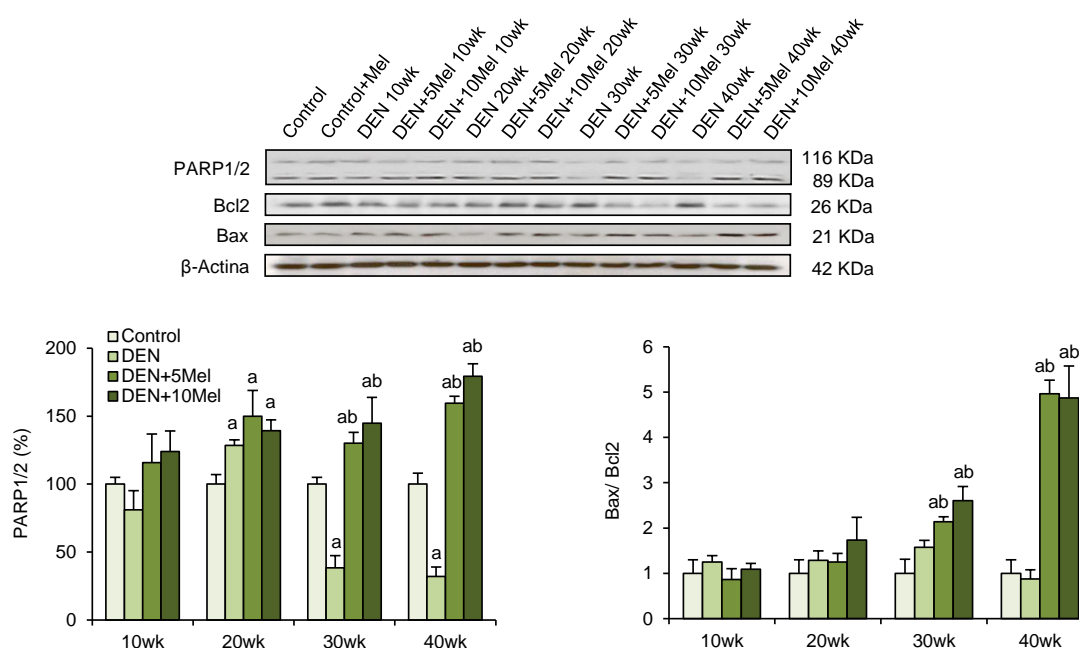 Control
Control+Mel
DEN 10wk
DEN+5Mel 10wk
DEN+10Mel 10wk
DEN 20wk
DEN+5Mel 20wk
DEN+10Mel 20wk
DEN 30wk
DEN+5Mel 30wk
DEN+10Mel 30wk
DEN 40wk
DEN+5Mel 40wk
DEN+10Mel 40wk
PARP1/2
116 KDa
89 KDa
Bcl2
26 KDa
Bax
21 KDa
β-Actina
42 KDa
Control
DEN
DEN+5Mel
DEN+10Mel
PARP1/2 (%)
200
150
100
50
0
a
a
a
a
ab
ab
a
ab
ab
10wk
20wk
30wk
40wk
Bax/ Bcl2
6
5
4
3
2
1
0
ab
ab
ab
ab
10wk
20wk
30wk
40wk